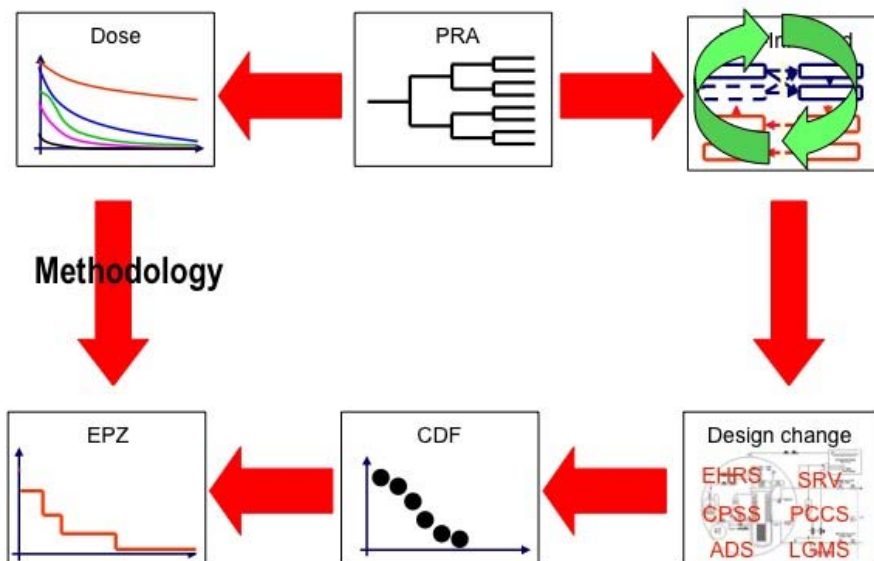 Dose
PRA
Methodology
EPZ
CDF
Design change
EHRS SRV
CPSS PCCS
ADS LGMS